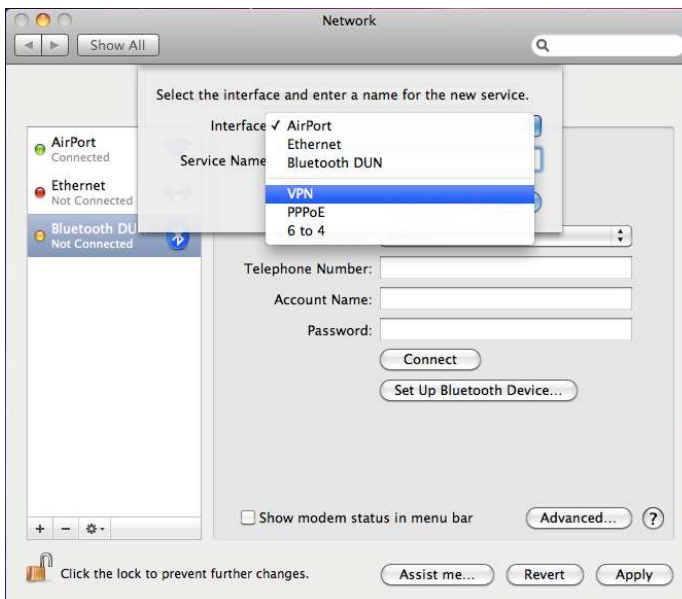 Network
Show All
Select the interface and enter a name for the new service.
Interface ✓ AirPort
Ethernet
Service Name Bluetooth DUN
VPN
PPPoE
6 to 4
AirPort
Connected
Ethernet
Not Connected
Bluetooth DU
Not Connected
Telephone Number:
Account Name:
Password:
Connect
Set Up Bluetooth Device...
Show modem status in menu bar
Advanced...
?
+ −
Click the lock to prevent further changes.
Assist me...
Revert
Apply